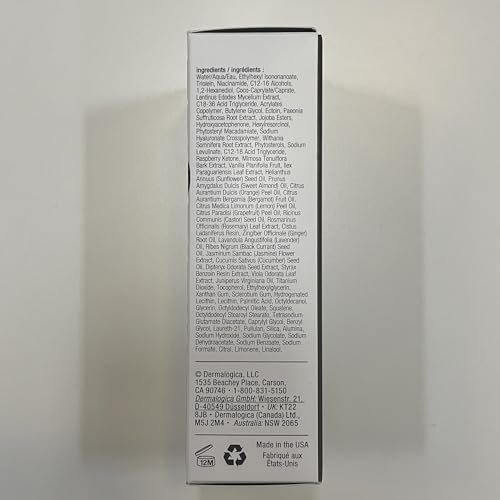 ingredients / ingrédients :
Water/Aqua/Eau, Ethylhexyl Isononanoate,
Triolein, Niacinamide, C12-16 Alcohols,
1,2-Hexanediol, Coco-Caprylate/Caprate,
Lentinus Edodes Mycelium Extract,
C18-36 Acid Triglyceride, Acrylates
Copolymer, Butylene Glycol, Ectoin, Paeonia
Suffruticosa Root Extract, Jojoba Esters,
Hydroxyacetophenone, Hexylresorcinol,
Phytosteryl Macadamiate, Sodium
Hyaluronate Crosspolymer, Withania
Somnifera Root Extract, Phytosterols, Sodium
Levulinate, C12-18 Acid Triglyceride,
Raspberry Ketone, Mimosa Tenuiflora
Bark Extract, Vanilla Planifolia Fruit, Ilex
Paraguariensis Leaf Extract, Helianthus
Annuus (Sunflower) Seed Oil, Prunus
Amygdalus Dulcis (Sweet Almond) Oil, Citrus
Aurantium Dulcis (Orange) Peel Oil, Citrus
Aurantium Bergamia (Bergamot) Fruit Oil,
Citrus Medica Limonum (Lemon) Peel Oil,
Citrus Paradisi (Grapefruit) Peel Oil, Ricinus
Communis (Castor) Seed Oil, Rosmarinus
Officinalis (Rosemary) Leaf Extract, Cistus
Ladaniferus Resin, Zingiber Officinale (Ginger)
Root Oil, Lavandula Angustifolia (Lavender)
Oil, Ribes Nigrum (Black Currant) Seed
Oil, Jasminum Sambac (Jasmine) Flower
Extract, Cucumis Sativus (Cucumber) Seed
Oil, Dipteryx Odorata Seed Extract, Styrax
Benzoin Resin Extract, Viola Odorata Leaf
Extract, Juniperus Virginiana Oil, Titanium
Dioxide, Tocopherol, Ethylhexylglycerin,
Xanthan Gum, Sclerotium Gum, Hydrogenated
Lecithin, Lecithin, Palmitic Acid, Octyldecanol,
Glycerin, Octyldodecyl Oleate, Squalene,
Octyldodecyl Stearoyl Stearate, Tetrasodium
Glutamate Diacetate, Caprylyl Glycol, Benzyl
Glycol, Laureth-21, Pullulan, Silica, Alumina,
Sodium Hydroxide, Sodium Glycolate, Sodium
Dehydroacetate, Sodium Benzoate, Sodium
Formate, Citral, Limonene, Linalool.
© Dermalogica, LLC
1535 Beachey Place, Carson,
CA 90746 • 1-800-831-5150
Dermalogica GmbH: Wiesenstr. 21,
D-40549 Düsseldorf • UK: KT22
8JB • Dermalogica (Canada) Ltd.,
M5J 2M4 • Australia: NSW 2065
12M
Made in the USA
Fabriqué aux
États-Unis